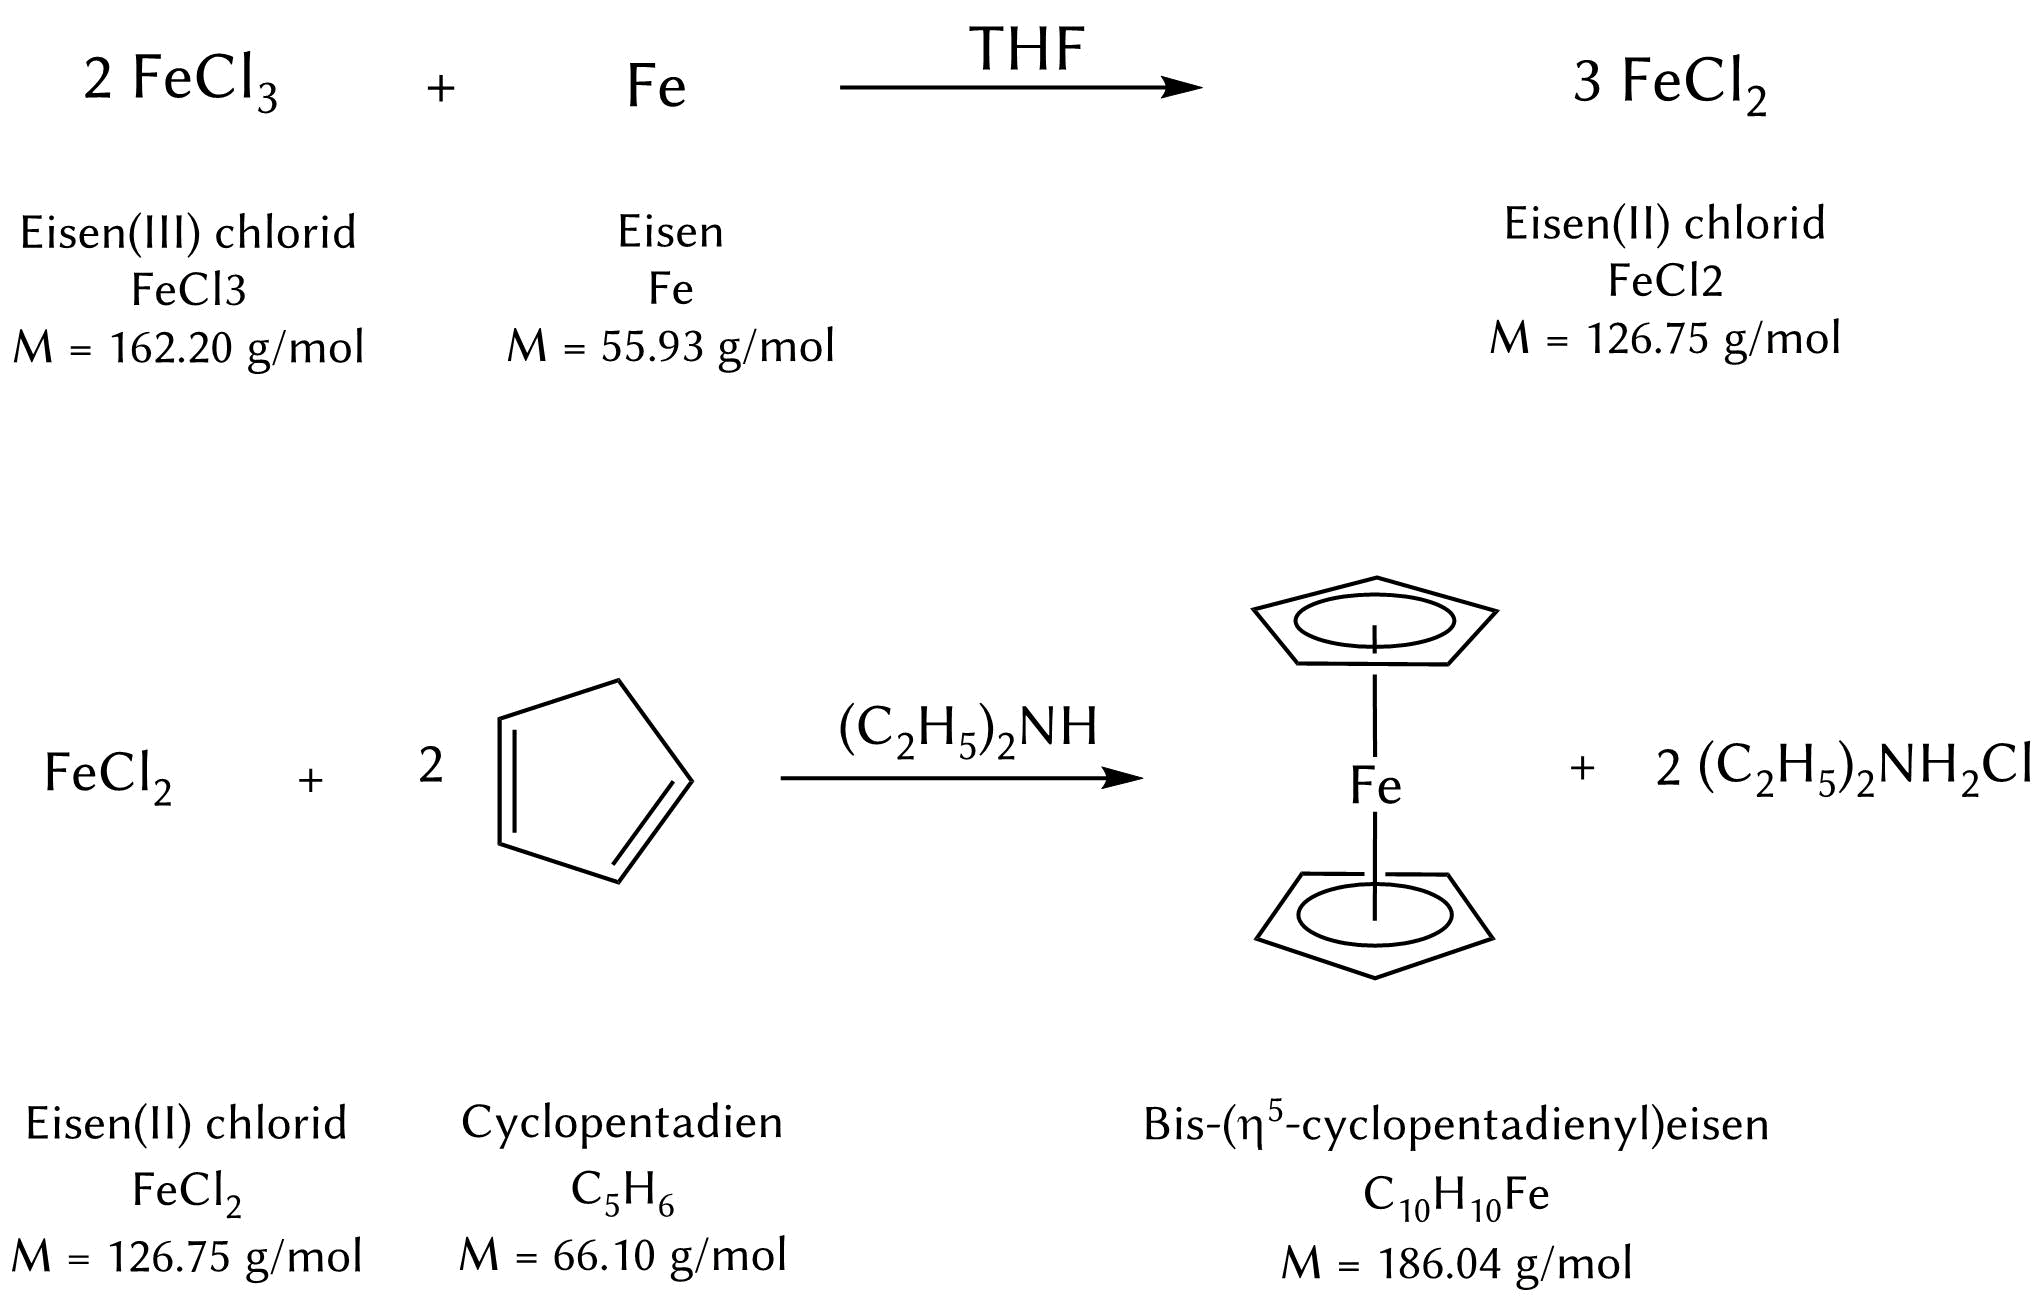 2 FeCl₃ + Fe THF 3 FeCl₂
Eisen(III) chlorid Eisen Eisen(II) chlorid
FeCl3 Fe FeCl2
M = 162.20 g/mol M = 55.93 g/mol M = 126.75 g/mol
FeCl₂ + 2 (C₂H₅)₂NH Fe + 2 (C₂H₅)₂NH₂Cl
Eisen(II) chlorid Cyclopentadien Bis-(η⁵-cyclopentadienyl)eisen
FeCl₂ C₅H₆ C₁₀H₁₀Fe
M = 126.75 g/mol M = 66.10 g/mol M = 186.04 g/mol